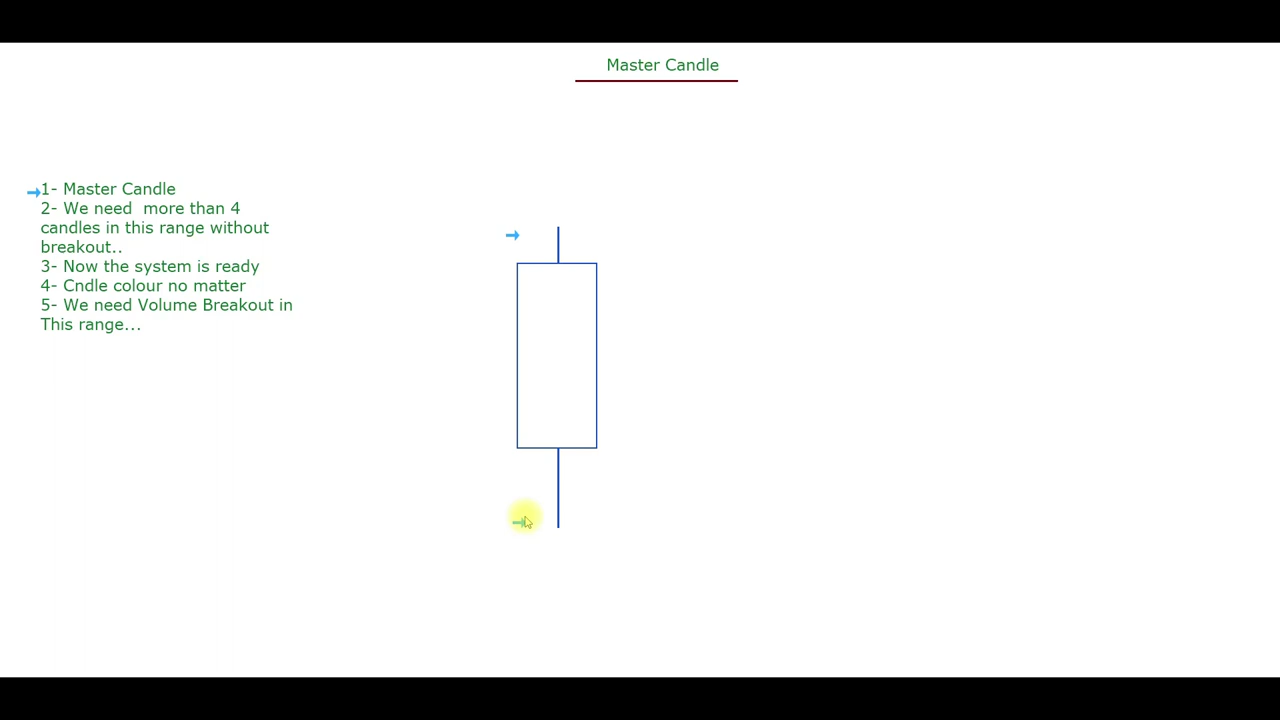 Master Candle
1- Master Candle
2- We need  more than 4
candles in this range without
breakout..
3- Now the system is ready
4- Cndle colour no matter
5- We need Volume Breakout in
This range...